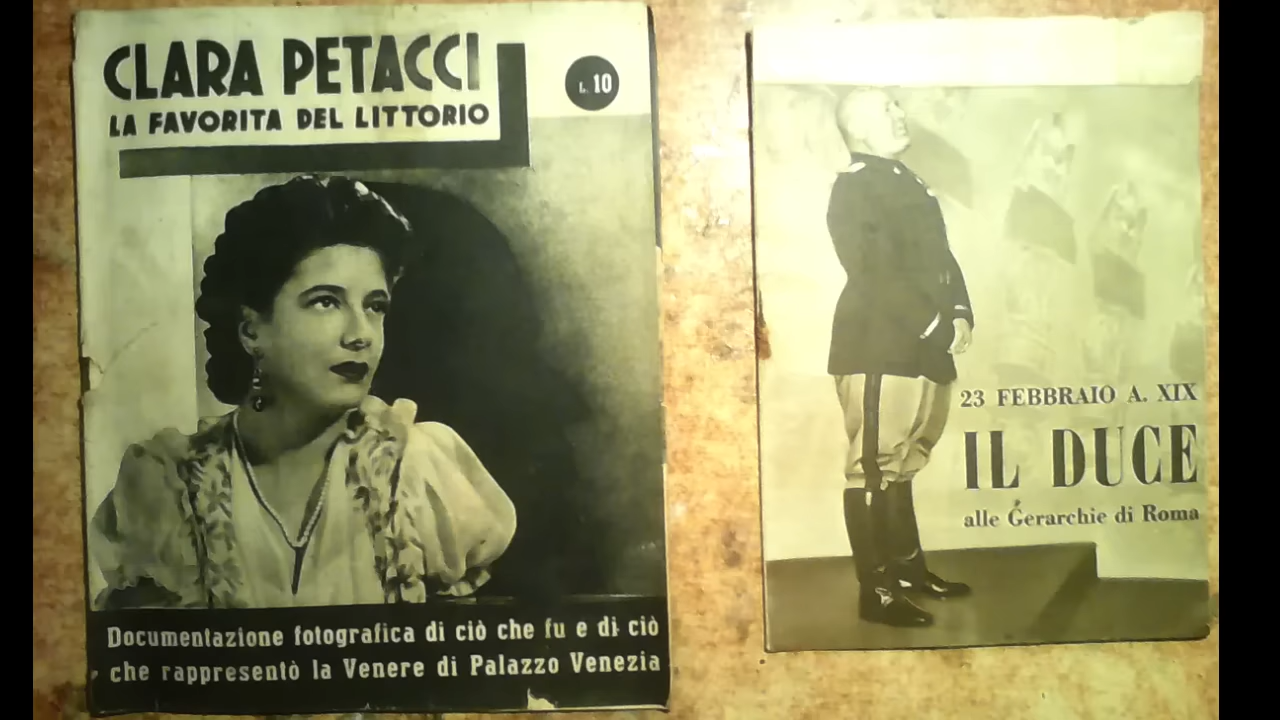 CLARA PETACCI
LA FAVORITA DEL LITTORIO
L. 10
Documentazione fotografica di ciò che fu e di ciò
che rappresentò la Venere di Palazzo Venezia
23 FEBBRAIO A. XIX
IL DUCE
alle Gerarchie di Roma